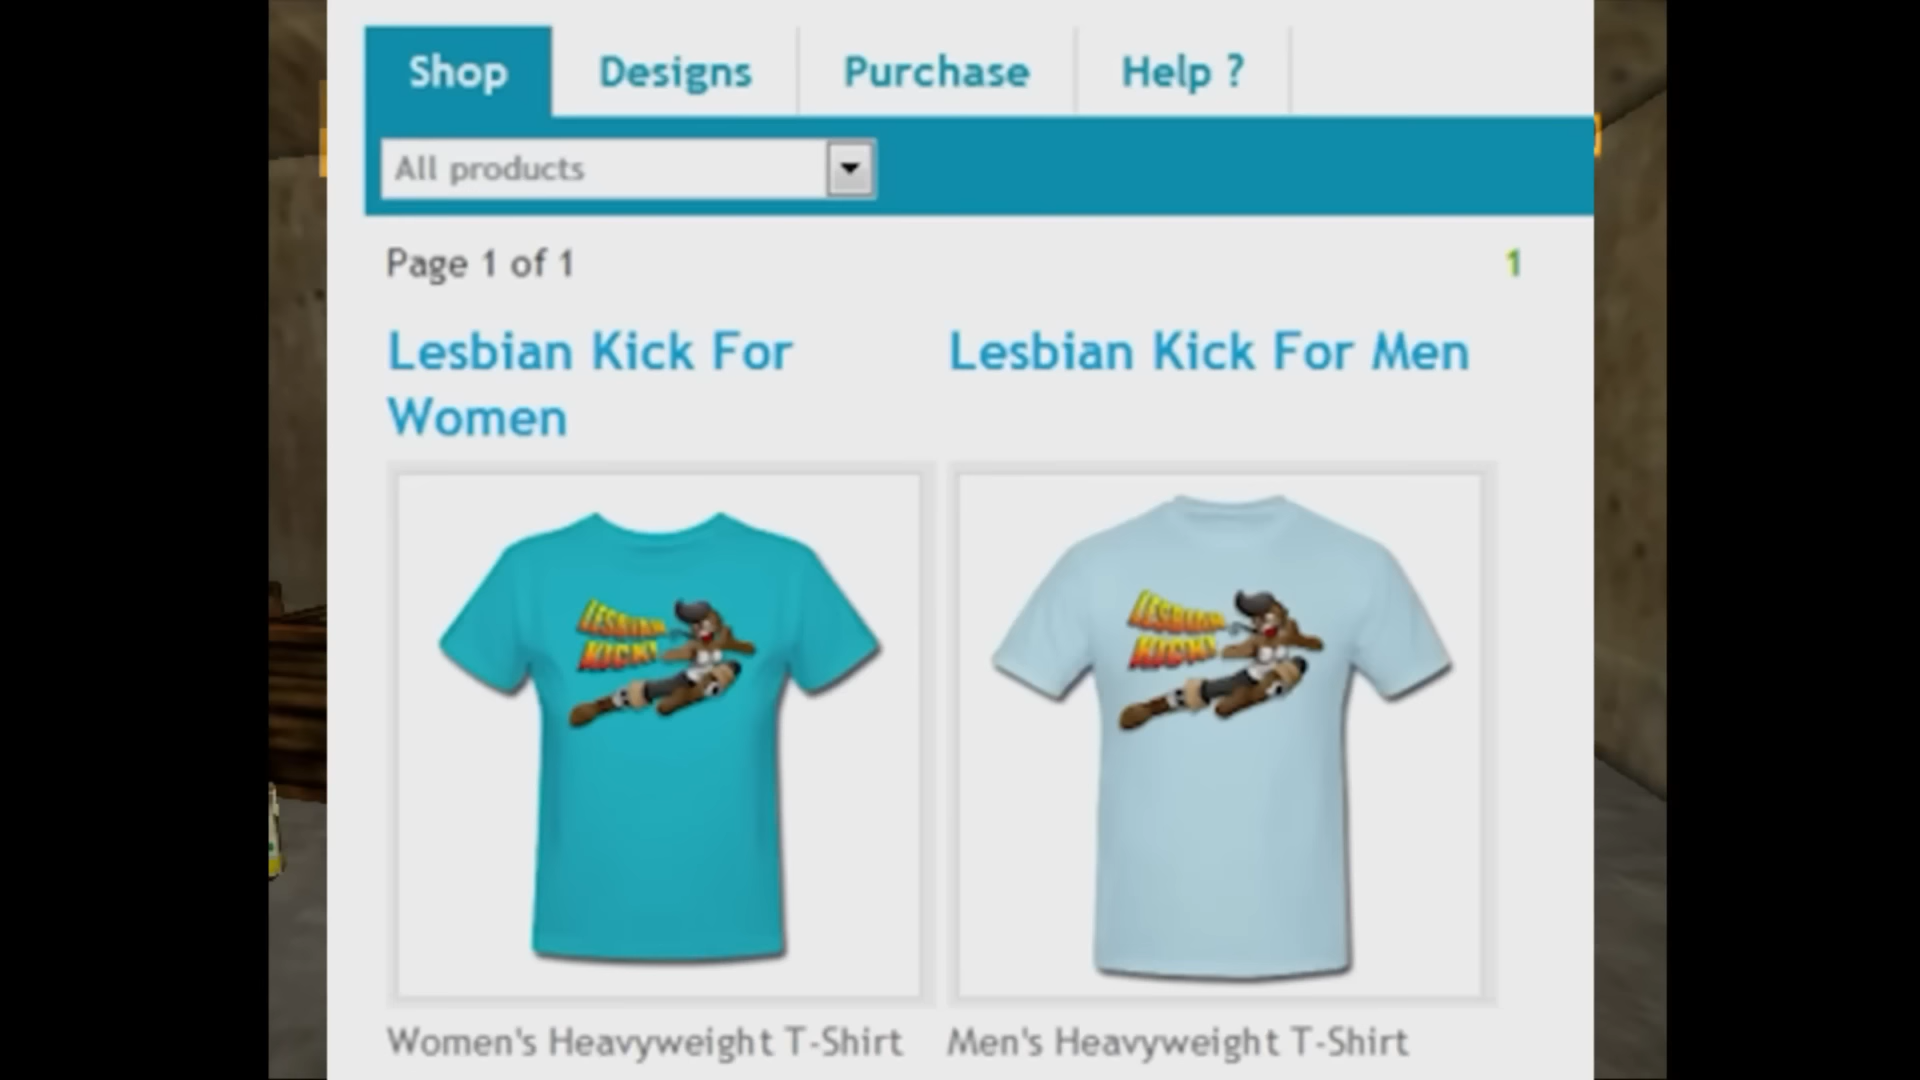 Shop Designs Purchase Help ?
All products
Page 1 of 1 1
Lesbian Kick For Women
Lesbian Kick For Men
LESBIAN
KICK!
LESBIAN
KICK!
Women's Heavyweight T-Shirt
Men's Heavyweight T-Shirt